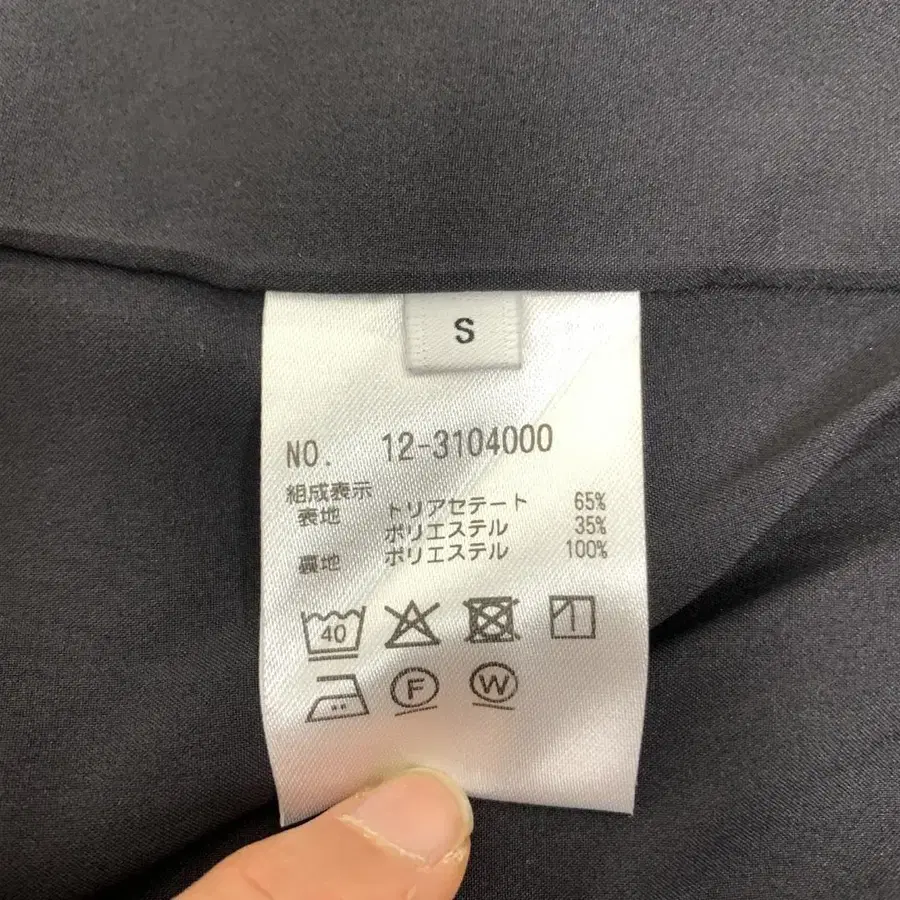 S
NO. 12-3104000
組成表示
表地 トリアセテート 65%
ポリエステル 35%
裏地 ポリエステル 100%
40
F W